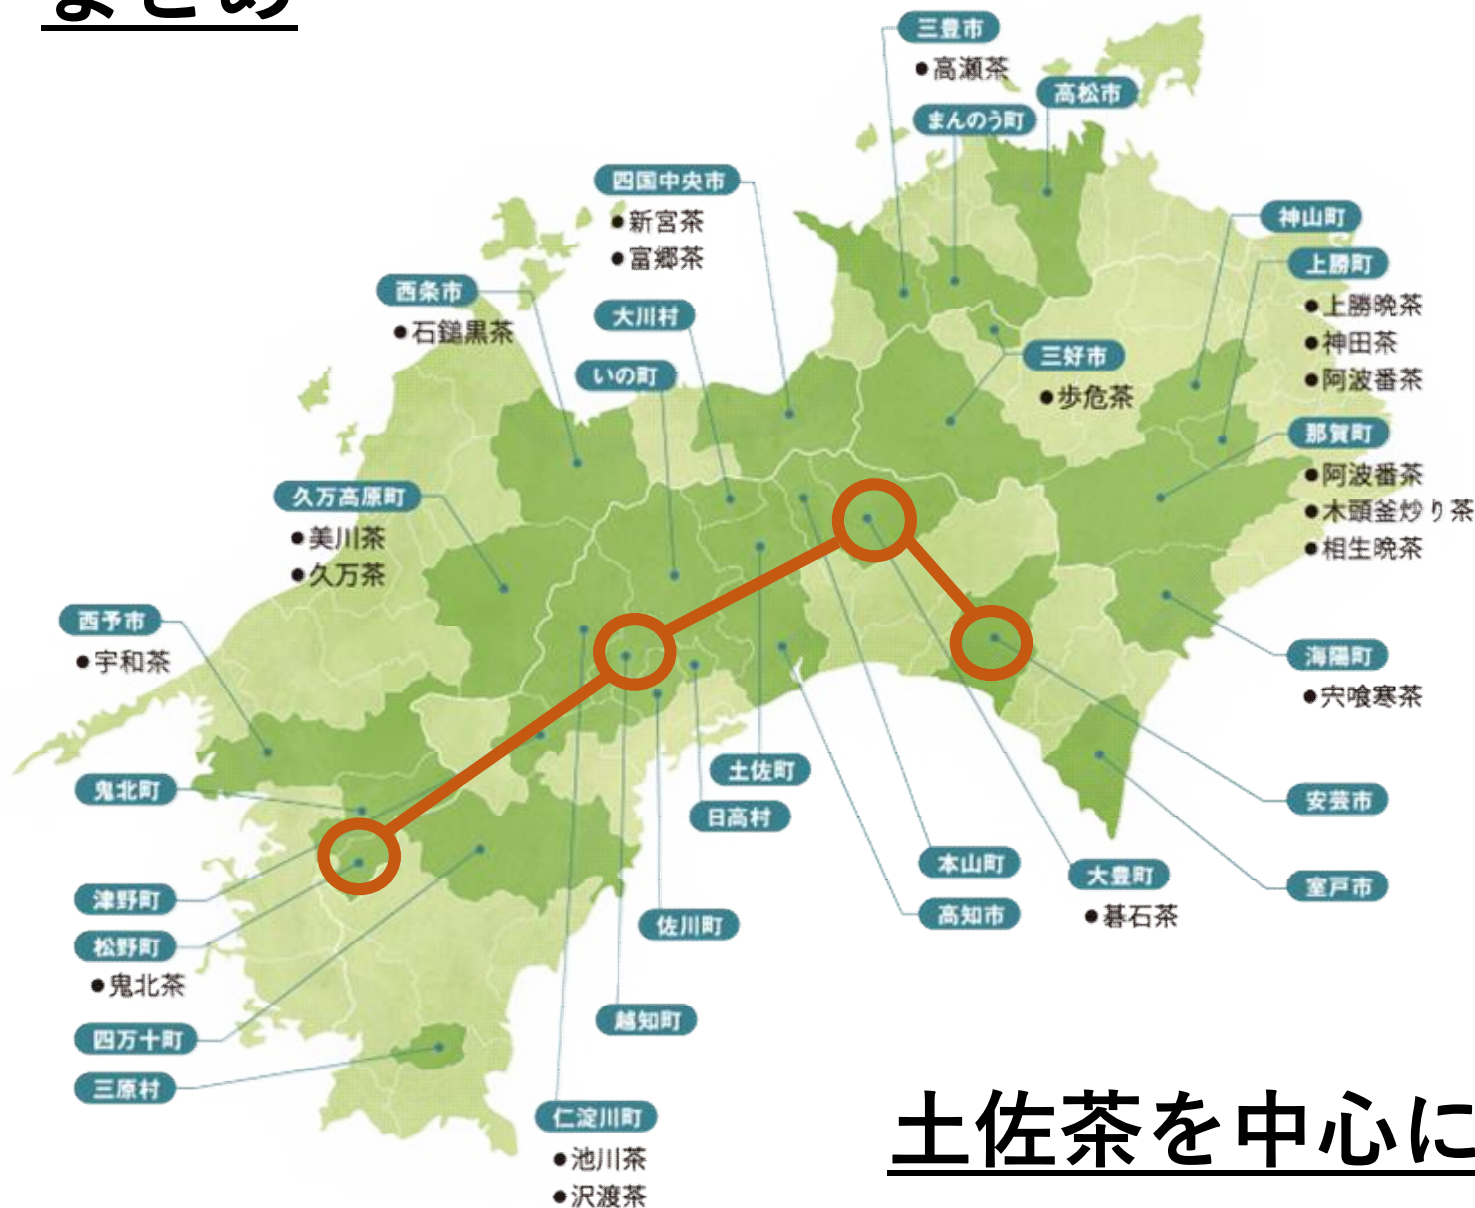 まとめ
三豊市
●高瀬茶
高松市
まんのう町
四国中央市
●新宮茶
●富郷茶
神山町
上勝町
●上勝晩茶
●神田茶
●阿波番茶
西条市
●石鎚黒茶
大川村
いの町
三好市
●歩危茶
那賀町
●阿波番茶
●木頭釜炒り茶
●相生晩茶
久万高原町
●美川茶
●久万茶
西予市
●宇和茶
海陽町
●宍喰寒茶
鬼北町
土佐町
日高村
安芸市
本山町
大豊町
●碁石茶
室戸市
津野町
高知市
佐川町
松野町
●鬼北茶
越知町
四万十町
三原村
仁淀川町
●池川茶
●沢渡茶
土佐茶を中心に